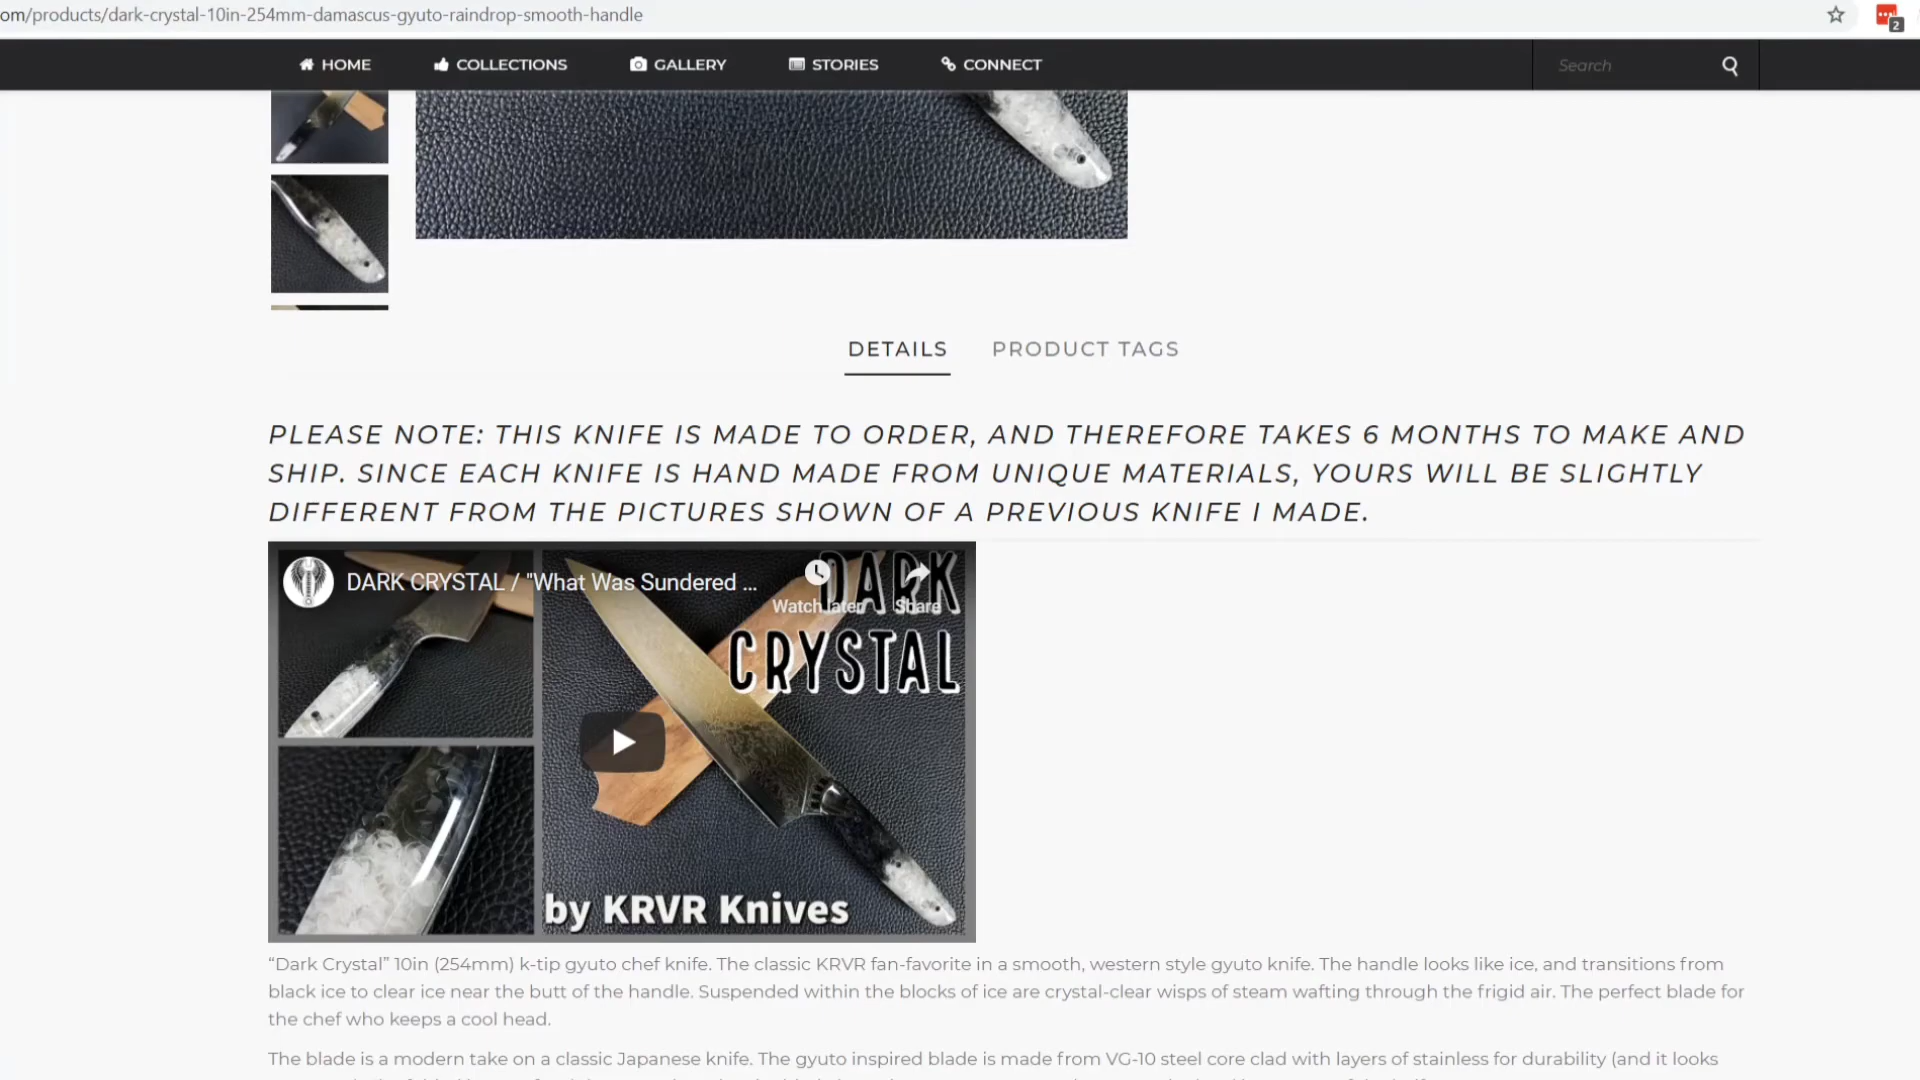 om/products/dark-crystal-10in-254mm-damascus-gyuto-raindrop-smooth-handle
2
HOME COLLECTIONS GALLERY STORIES CONNECT Search
DETAILS PRODUCT TAGS
PLEASE NOTE: THIS KNIFE IS MADE TO ORDER, AND THEREFORE TAKES 6 MONTHS TO MAKE AND
SHIP. SINCE EACH KNIFE IS HAND MADE FROM UNIQUE MATERIALS, YOURS WILL BE SLIGHTLY
DIFFERENT FROM THE PICTURES SHOWN OF A PREVIOUS KNIFE I MADE.
DARK CRYSTAL / "What Was Sundered ...
Watch later Share
DARK
CRYSTAL
by KRVR Knives
“Dark Crystal” 10in (254mm) k-tip gyuto chef knife. The classic KRVR fan-favorite in a smooth, western style gyuto knife. The handle looks like ice, and transitions from
black ice to clear ice near the butt of the handle. Suspended within the blocks of ice are crystal-clear wisps of steam wafting through the frigid air. The perfect blade for
the chef who keeps a cool head.
The blade is a modern take on a classic Japanese knife. The gyuto inspired blade is made from VG-10 steel core clad with layers of stainless for durability (and it looks